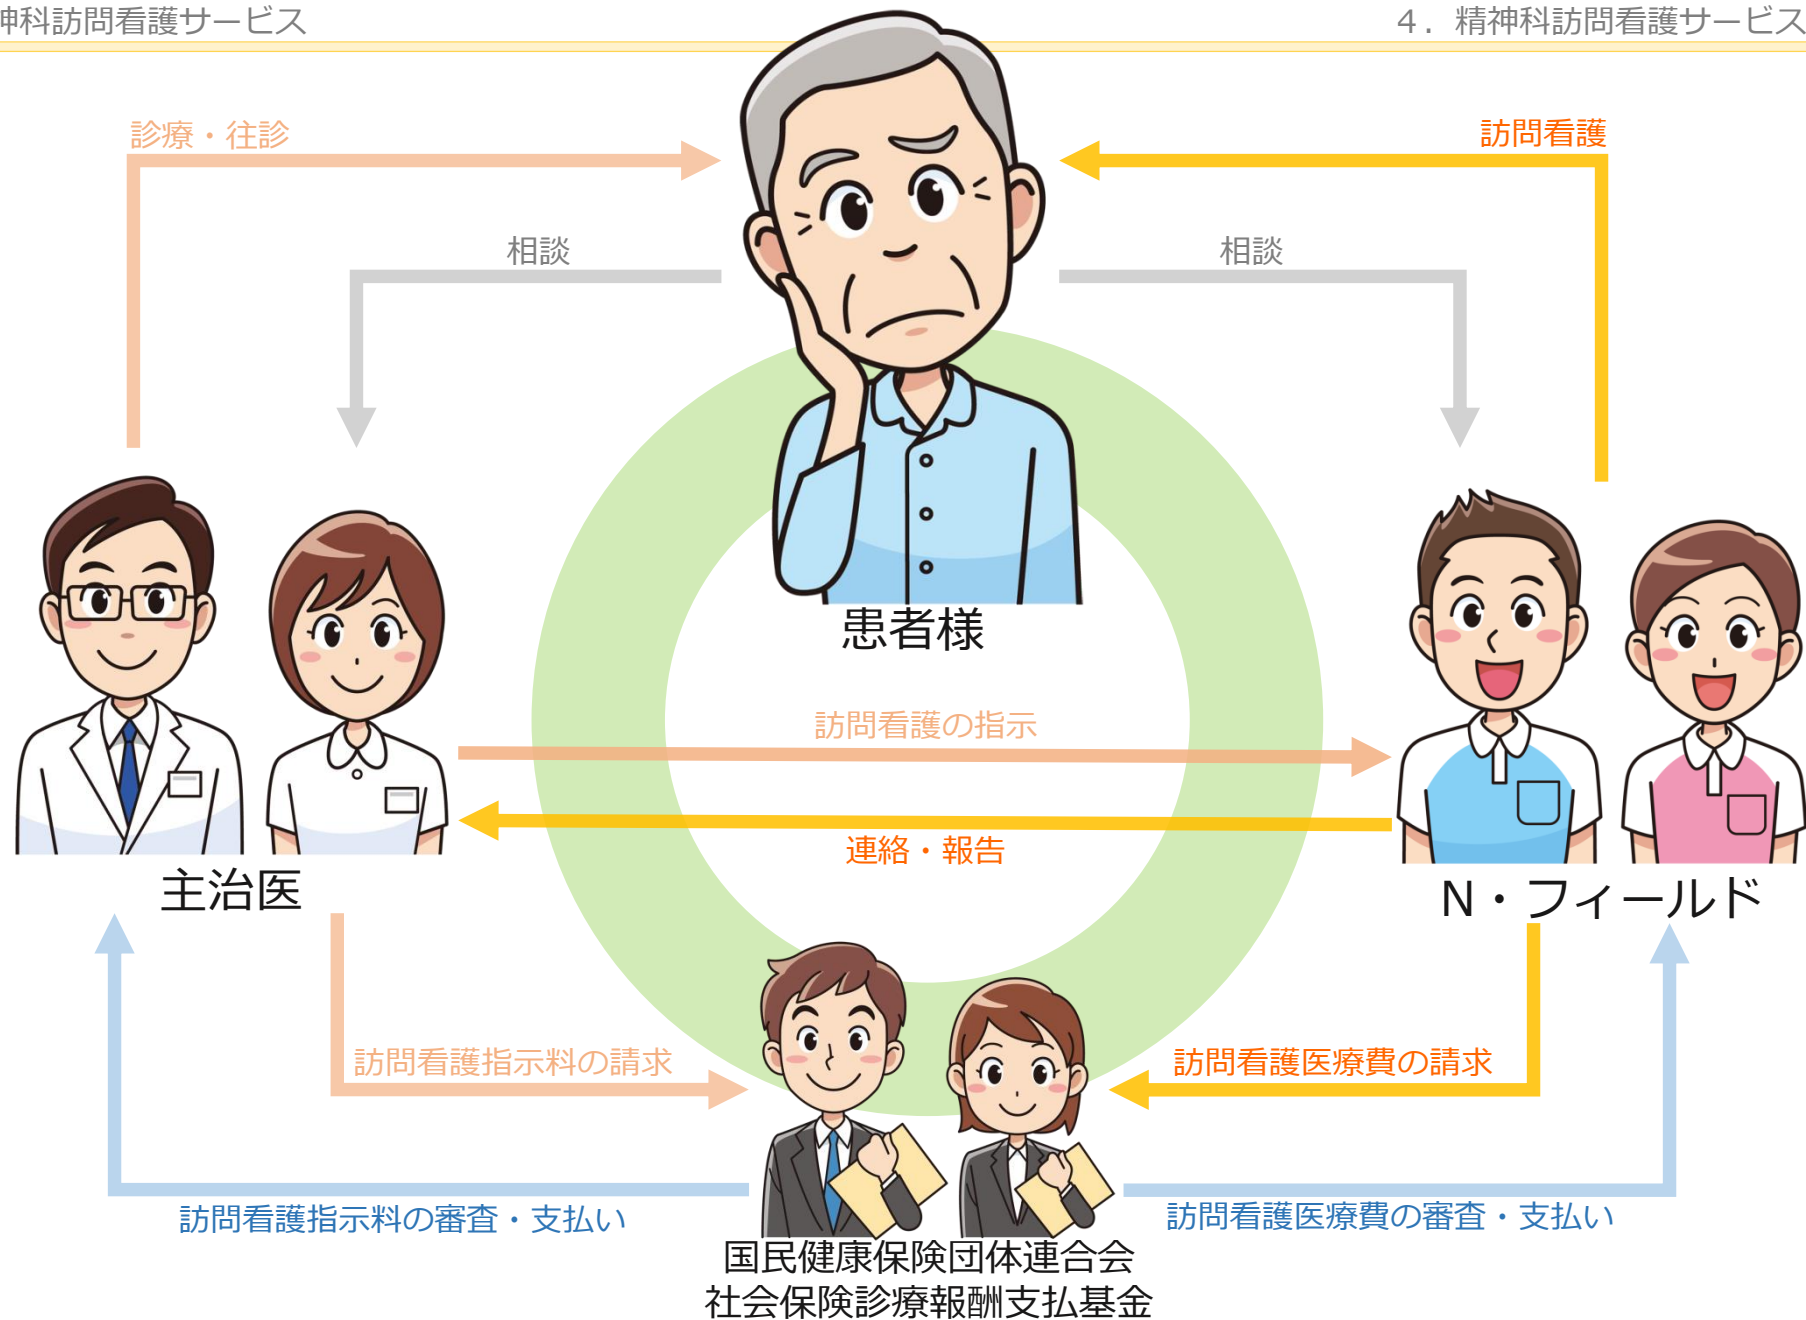 神科訪問看護サービス
４．精神科訪問看護サービス
診療・往診
訪問看護
相談
相談
患者様
訪問看護の指示
連絡・報告
主治医
N・フィールド
訪問看護指示料の請求
訪問看護医療費の請求
訪問看護指示料の審査・支払い
訪問看護医療費の審査・支払い
国民健康保険団体連合会
社会保険診療報酬支払基金